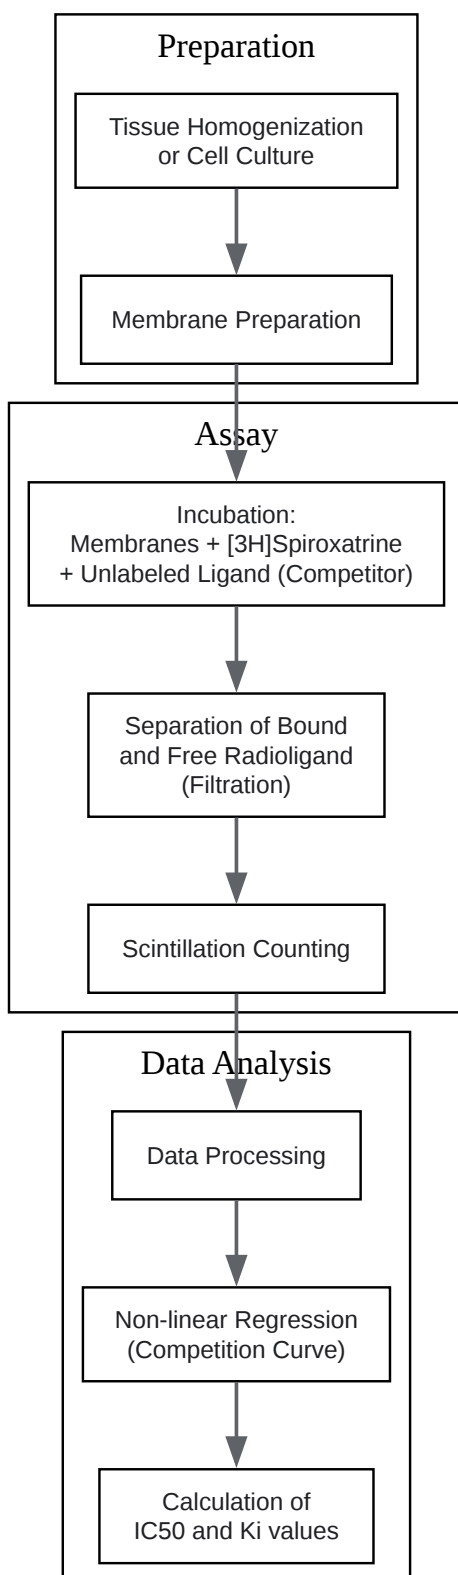 Preparation
Tissue Homogenization
or Cell Culture
Membrane Preparation
Assay
Incubation:
Membranes + [3H]Spiroxatrine
+ Unlabeled Ligand (Competitor)
Separation of Bound
and Free Radioligand
(Filtration)
Scintillation Counting
Data Analysis
Data Processing
Non-linear Regression
(Competition Curve)
Calculation of
IC50 and Ki values